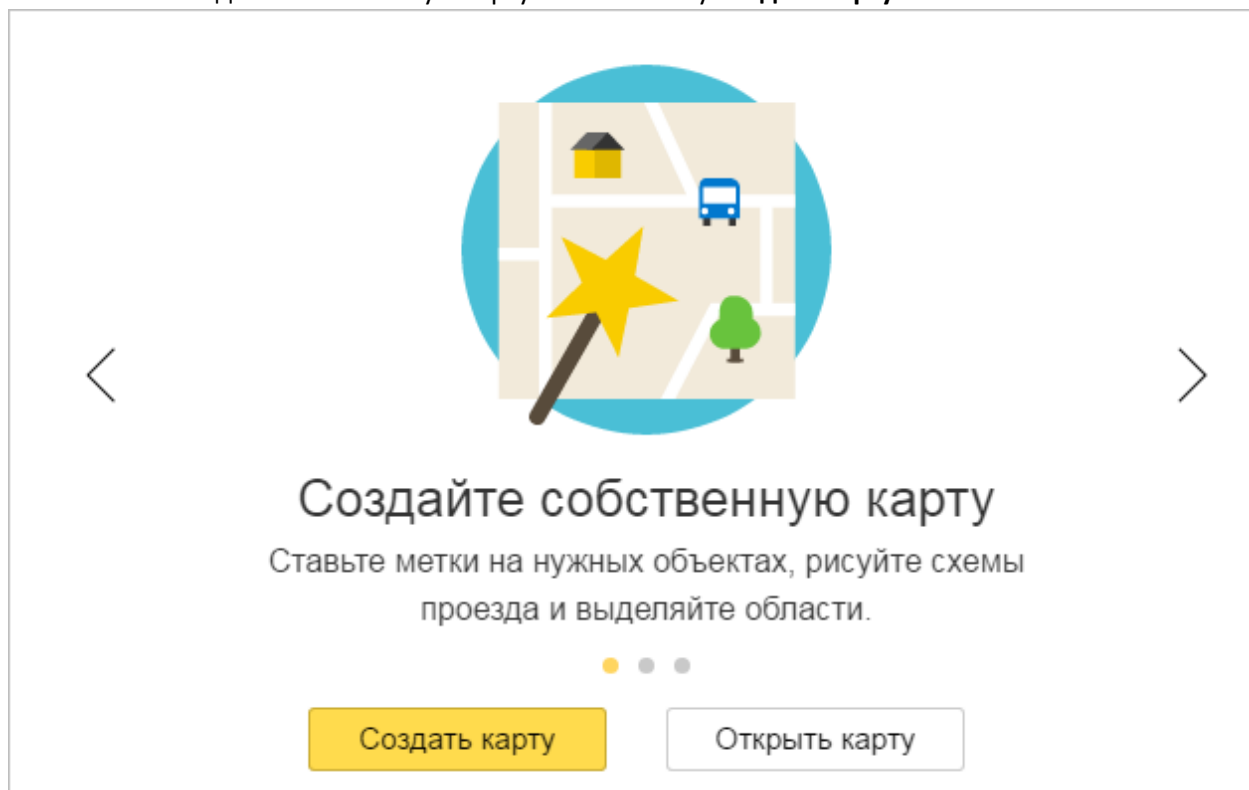 Создайте собственную карту
Ставьте метки на нужных объектах, рисуйте схемы
проезда и выделяйте области.
Создать карту
Открыть карту